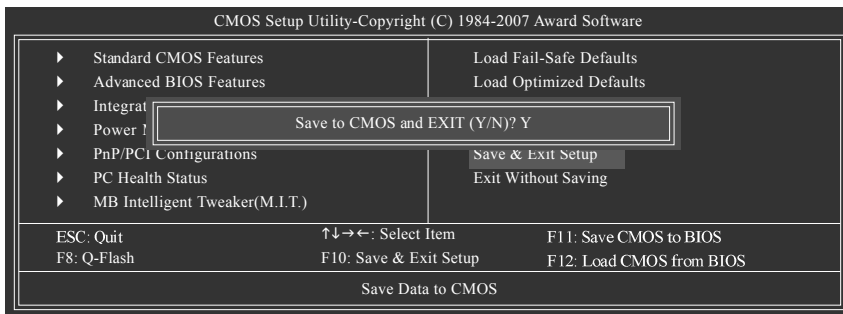 CMOS Setup Utility-Copyright (C) 1984-2007 Award Software
Standard CMOS Features
Advanced BIOS Features
Integrat
Power
PnP/PCI Configurations
PC Health Status
MB Intelligent Tweaker(M.I.T.)
Load Fail-Safe Defaults
Load Optimized Defaults
Save & Exit Setup
Exit Without Saving
Save to CMOS and EXIT (Y/N)? Y
ESC: Quit ↑↓→←: Select Item F11: Save CMOS to BIOS
F8: Q-Flash F10: Save & Exit Setup F12: Load CMOS from BIOS
Save Data to CMOS